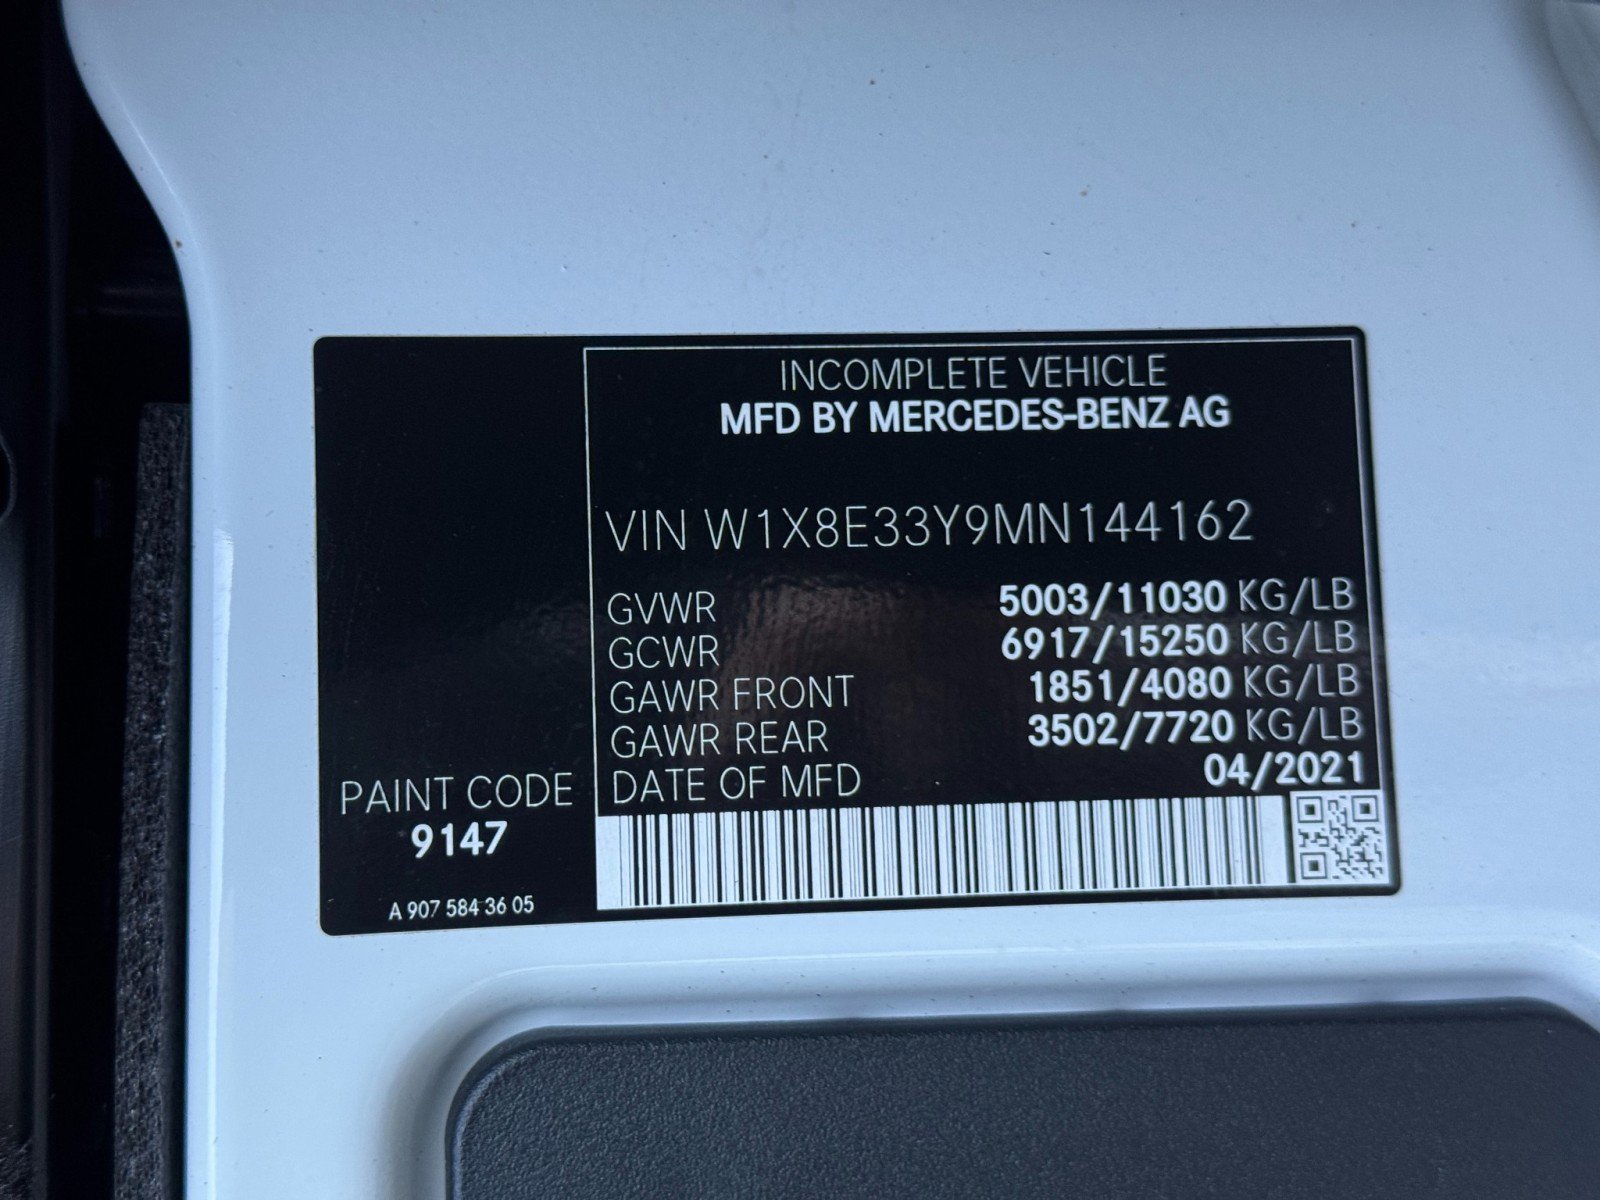 INCOMPLETE VEHICLE
MFD BY MERCEDES-BENZ AG
VIN W1X8E33Y9MN144162
GVWR 5003/11030 KG/LB
GCWR 6917/15250 KG/LB
GAWR FRONT 1851/4080 KG/LB
GAWR REAR 3502/7720 KG/LB
DATE OF MFD 04/2021
PAINT CODE
9147
A 907 584 36 05